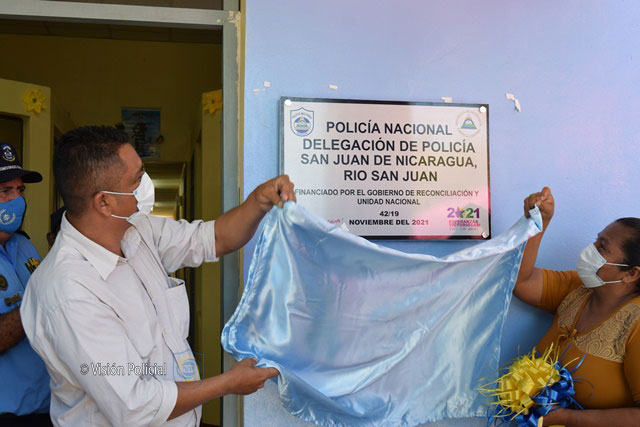 POLICÍA NACIONAL
DELEGACIÓN DE POLICÍA
SAN JUAN DE NICARAGUA,
RIO SAN JUAN
FINANCIADO POR EL GOBIERNO DE RECONCILIACIÓN Y
UNIDAD NACIONAL
42/19
NOVIEMBRE DEL 2021
2021
ESPERANZAS
© Visión Policial